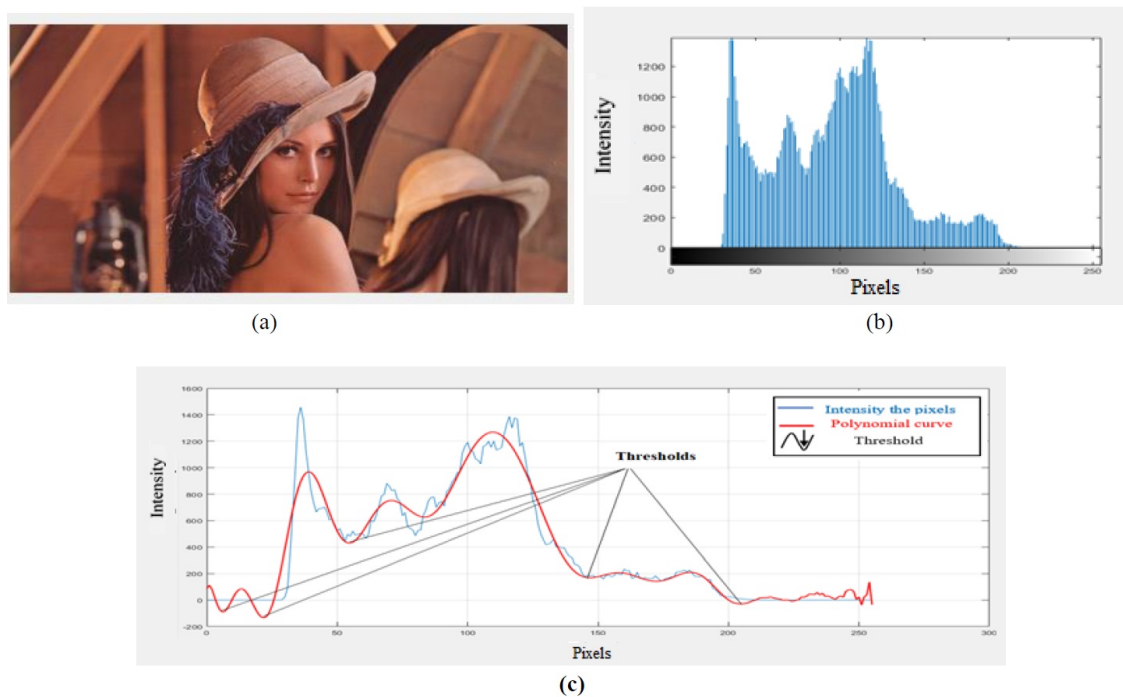 Intensity
1200
1000
800
600
400
200
0
0 50 100 150 200 250
Pixels
(a)
(b)
1600
1400
1200
1000
800
600
400
200
0
-200
0 50 100 150 200 250 300
Intensity
Intensity the pixels
Polynomial curve
Threshold
Thresholds
Pixels
(c)